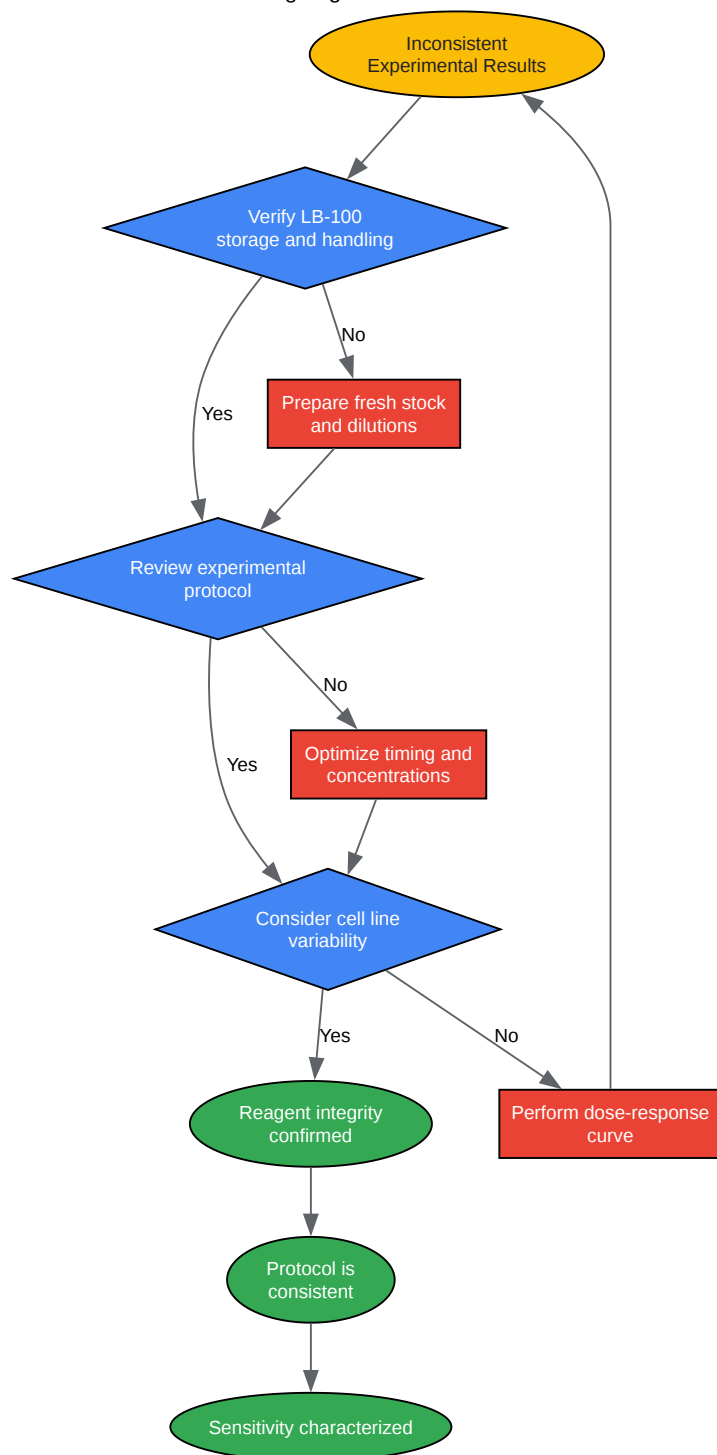 Inconsistent
Experimental Results
Verify LB-100
storage and handling
No
Prepare fresh stock
and dilutions
Yes
Review experimental
protocol
No
Optimize timing and
concentrations
Yes
Consider cell line
variability
Yes
No
Reagent integrity
confirmed
Perform dose-response
curve
Protocol is
consistent
Sensitivity characterized